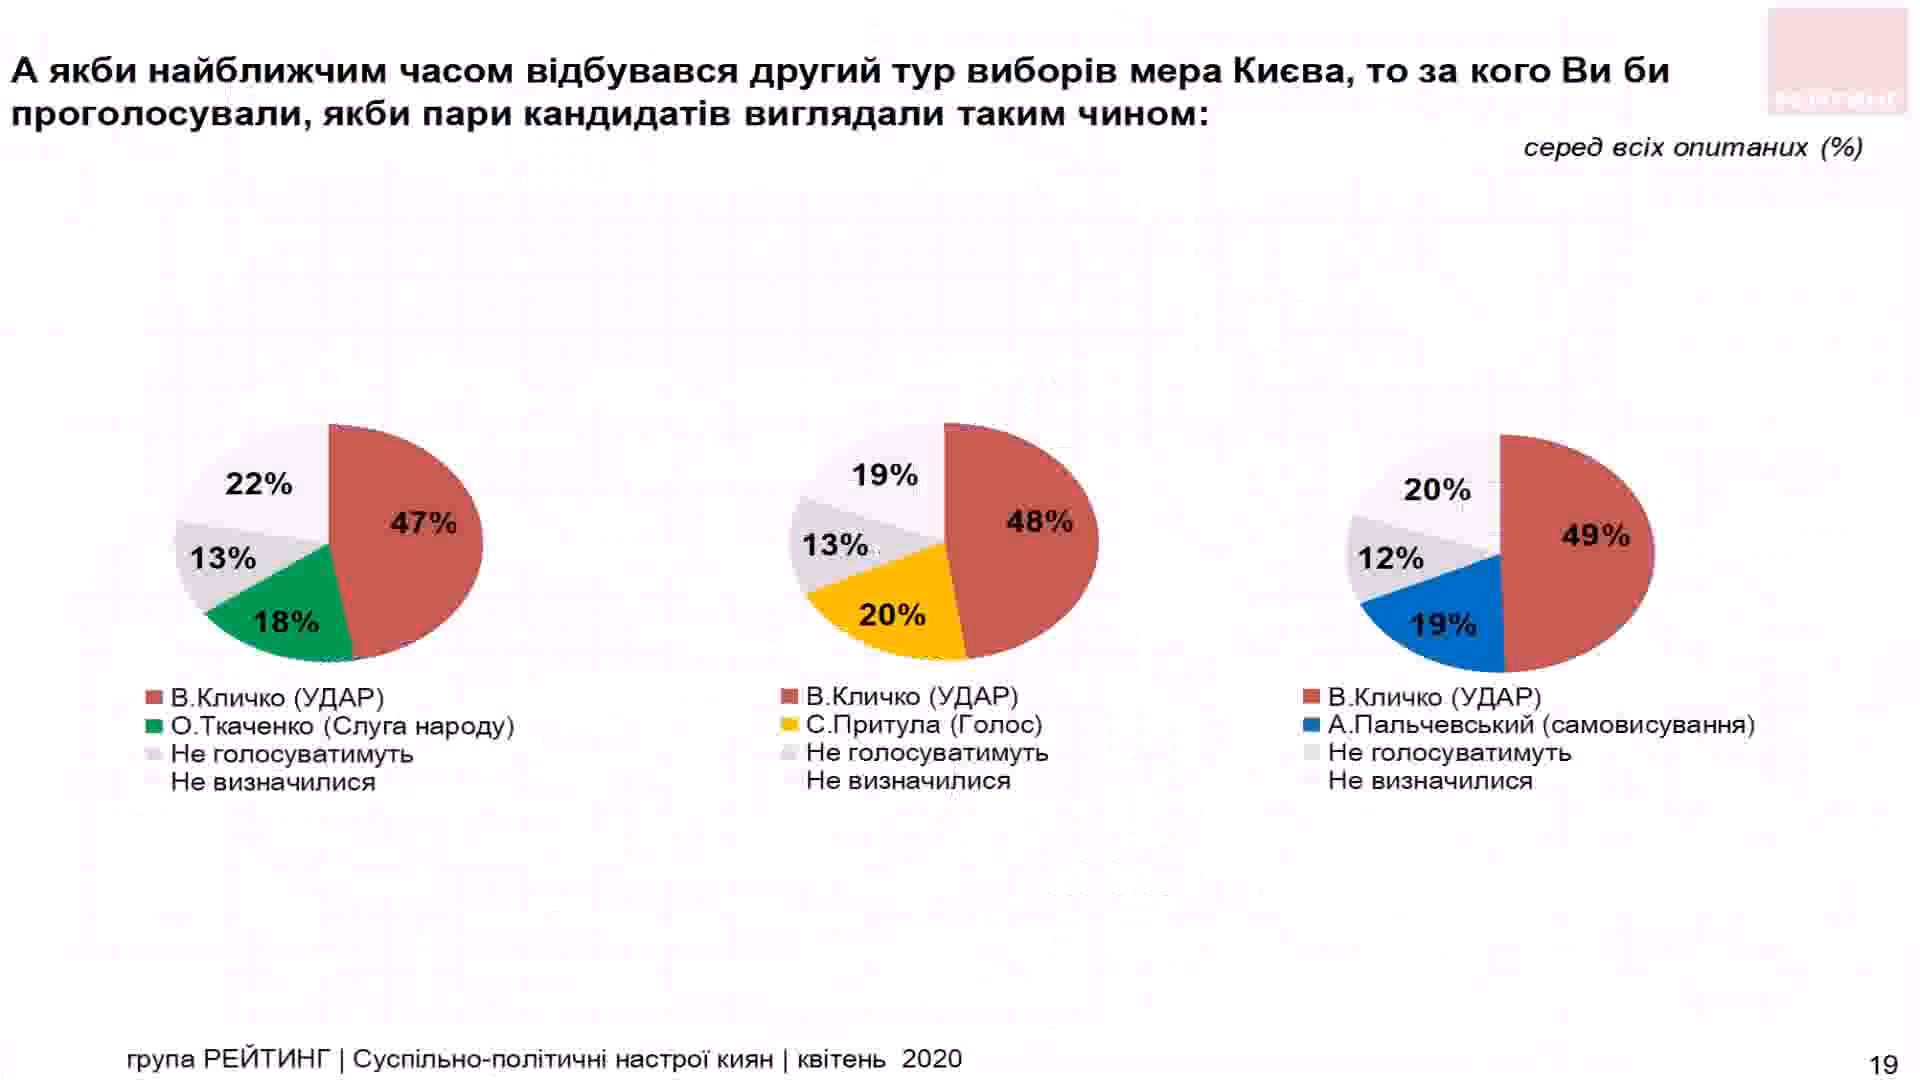 А якби найближчим часом відбувався другий тур виборів мера Києва, то за кого Ви би
проголосували, якби пари кандидатів виглядали таким чином:
РЕЙТИНГ
серед всіх опитаних (%)
22%
47%
13%
18%
В.Кличко (УДАР)
О.Ткаченко (Слуга народу)
Не голосуватимуть
Не визначилися
19%
48%
13%
20%
В.Кличко (УДАР)
С.Притула (Голос)
Не голосуватимуть
Не визначилися
20%
49%
12%
19%
В.Кличко (УДАР)
А.Пальчевський (самовисування)
Не голосуватимуть
Не визначилися
група РЕЙТИНГ | Суспільно-політичні настрої киян | квітень 2020
19